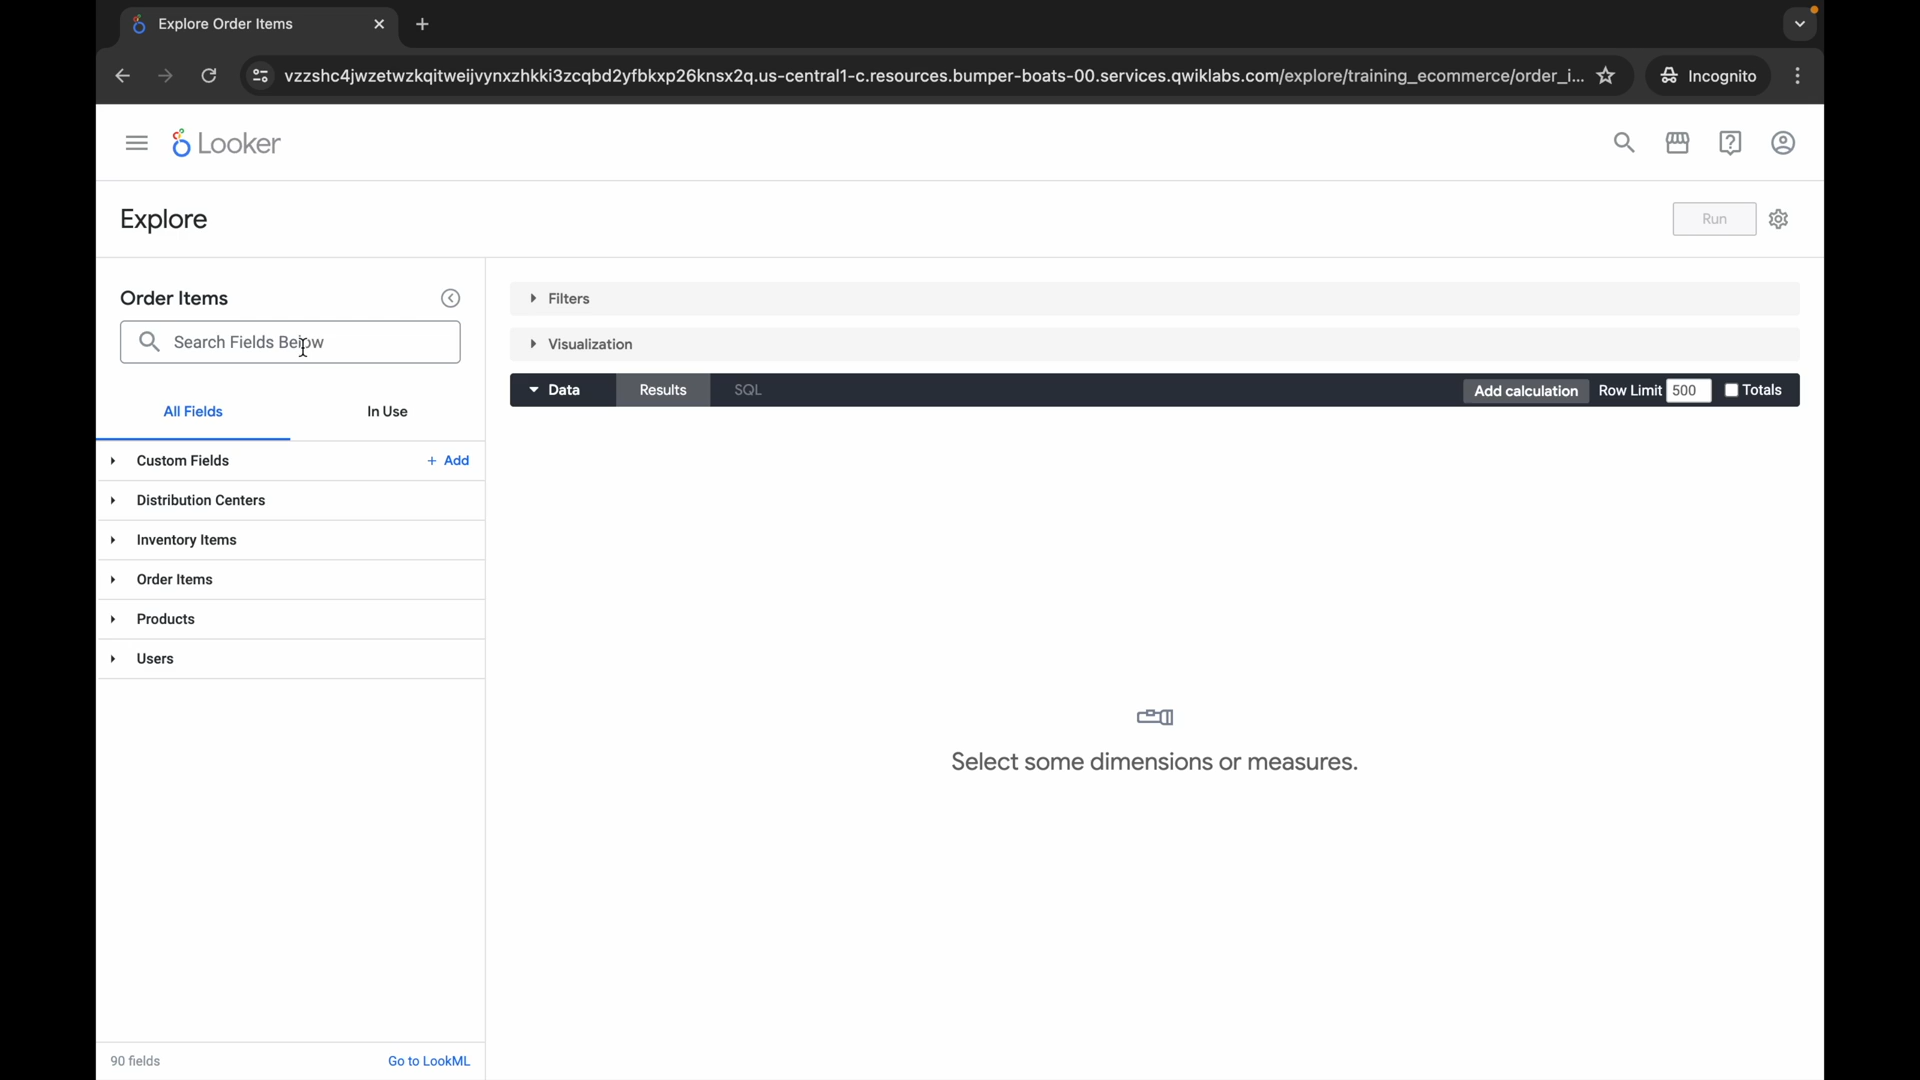 Explore Order Items
vzzshc4jwzetwzkqitweijvynxzhkki3zcqbd2yfbkxp26knsx2q.us-central1-c.resources.bumper-boats-00.services.qwiklabs.com/explore/training_ecommerce/order_i...
Incognito
Looker
Explore
Run
Order Items
Search Fields Below
All Fields
In Use
Custom Fields
+ Add
Distribution Centers
Inventory Items
Order Items
Products
Users
90 fields
Go to LookML
Filters
Visualization
Data
Results
SQL
Add calculation
Row Limit 500
Totals
Select some dimensions or measures.